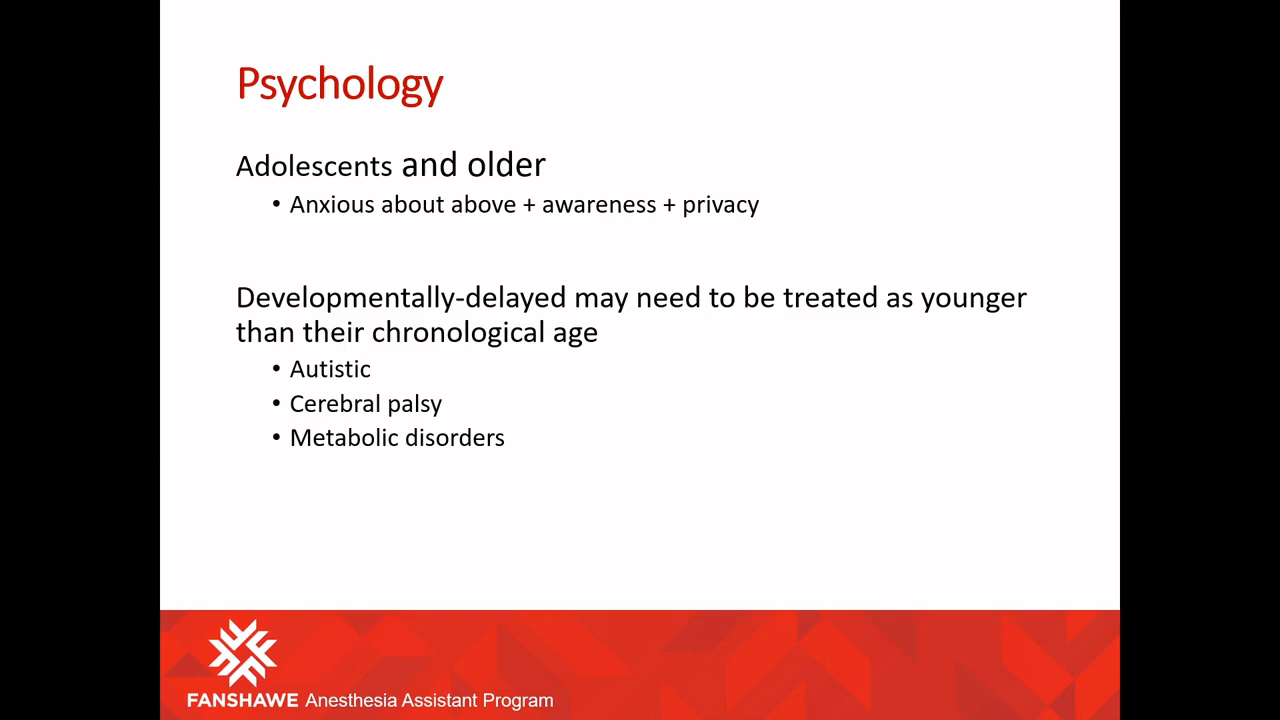 Psychology
Adolescents and older
• Anxious about above + awareness + privacy
Developmentally-delayed may need to be treated as younger
than their chronological age
• Autistic
• Cerebral palsy
• Metabolic disorders
FANSHAWE Anesthesia Assistant Program